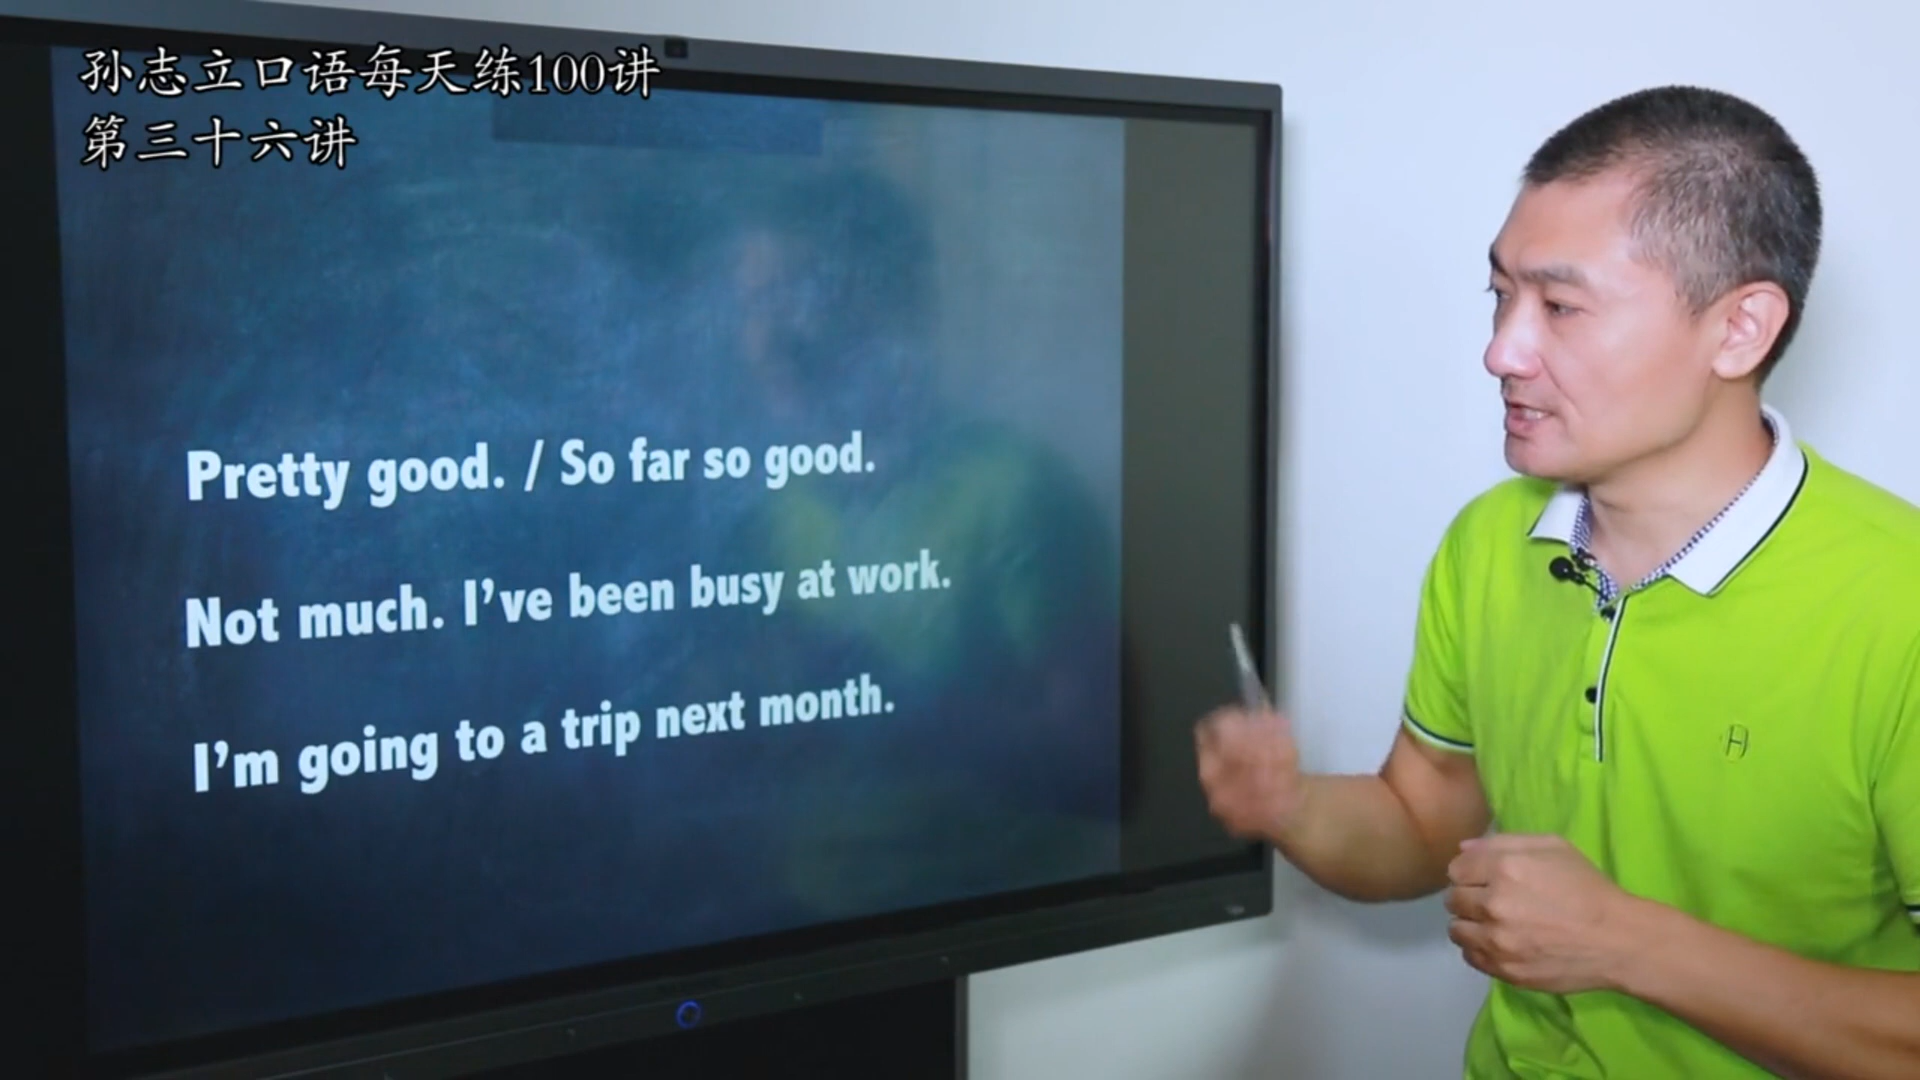 孙志立口语每天练100讲
第三十六讲
Pretty good. / So far so good.
Not much. I’ve been busy at work.
I’m going to a trip next month.
H